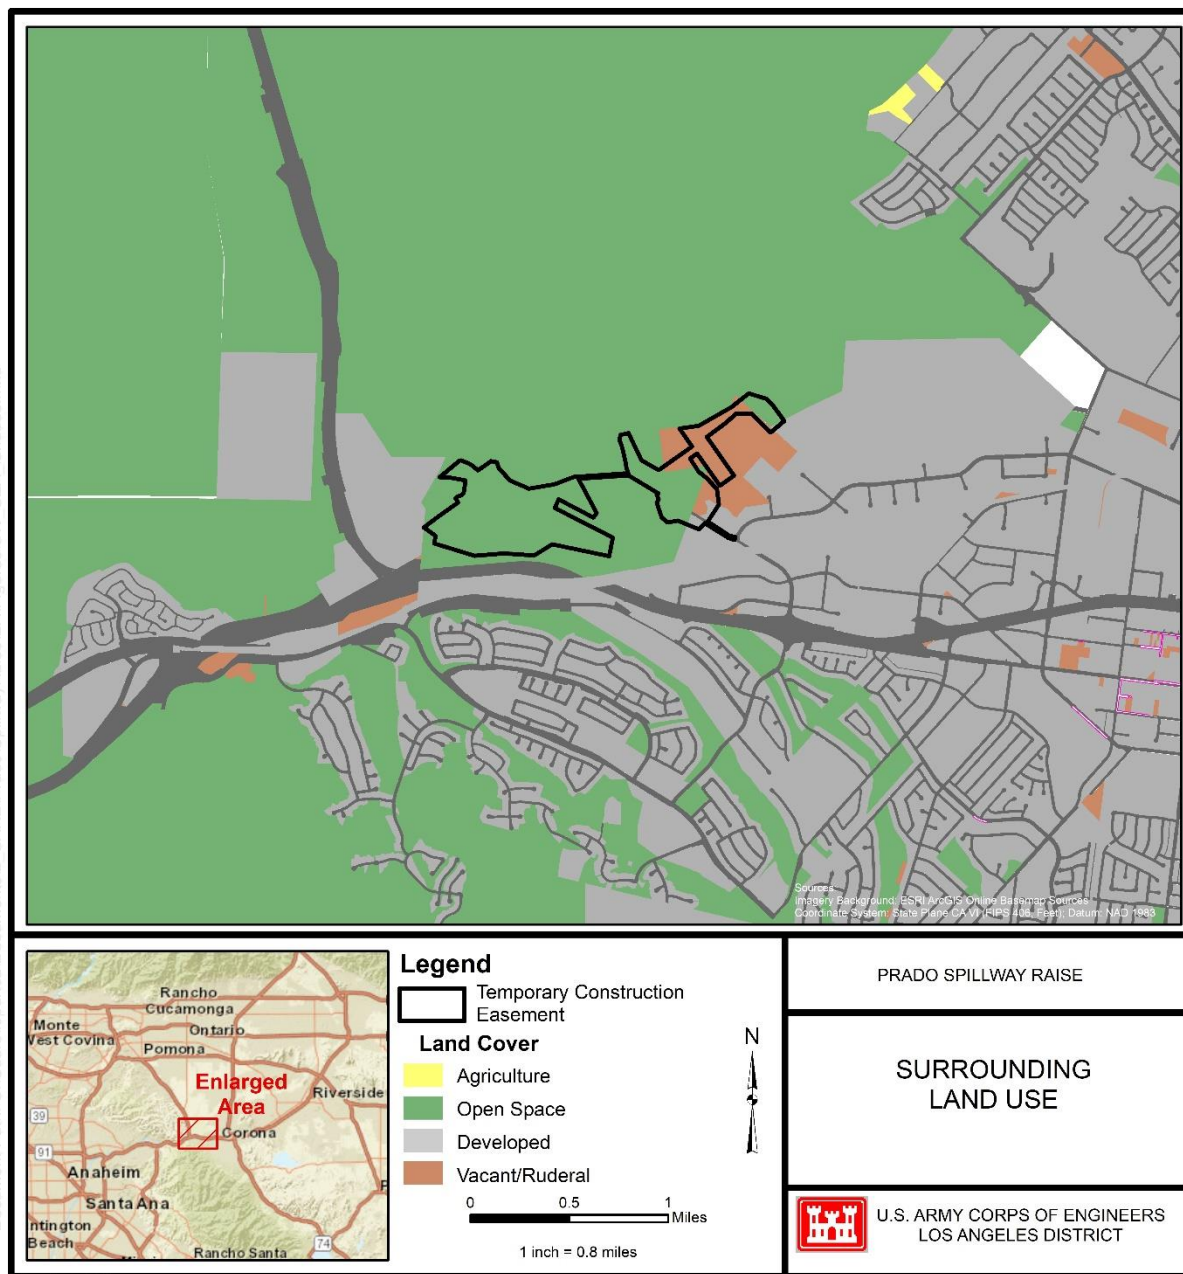 Sources:
Imagery Background: ESRI ArcGIS Online Basemap Sources
Coordinate System: State Plane CA VI (FIPS 406, Feet); Datum: NAD 1983
Rancho
Cucamonga
Monte
West Covina
Ontario
Pomona
Enlarged
Area
Riverside
39
Corona
91
Anaheim
Santa Ana
ntington
Beach
74
Rancho Santa
Legend
Temporary Construction
Easement
Land Cover
Agriculture
Open Space
Developed
Vacant/Ruderal
0 0.5 1
Miles
1 inch = 0.8 miles
N
PRADO SPILLWAY RAISE
SURROUNDING
LAND USE
U.S. ARMY CORPS OF ENGINEERS
LOS ANGELES DISTRICT